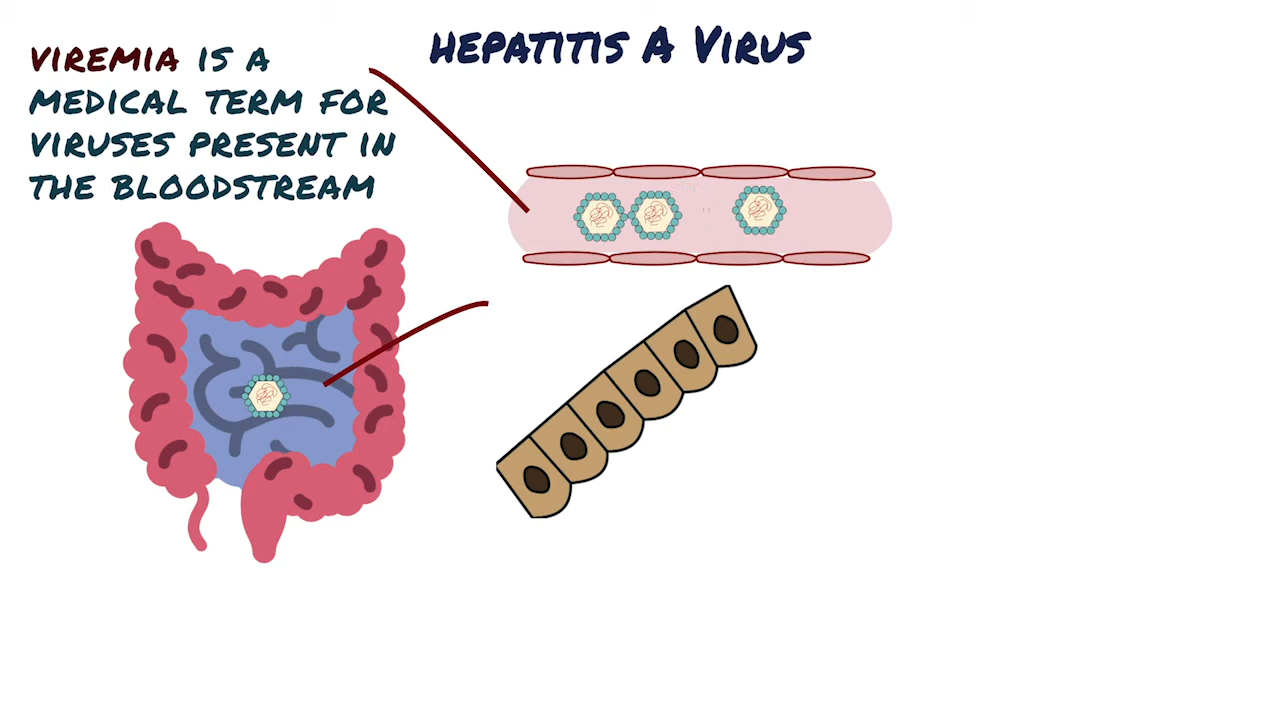 HEPATITIS A VIRUS
VIREMIA IS A
MEDICAL TERM FOR
VIRUSES PRESENT IN
THE BLOODSTREAM